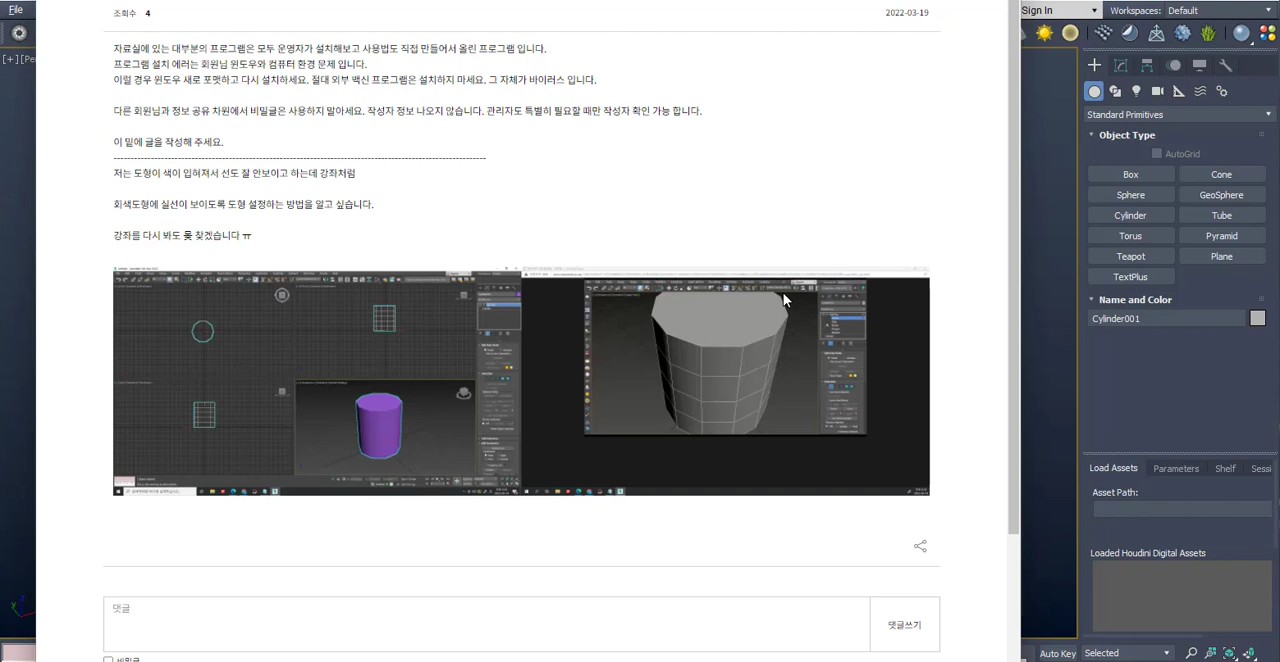 File
조회수 4
2022-03-19
Sign In
Workspaces: Default
[+][Pe
자료실에 있는 대부분의 프로그램은 모두 운영자가 설치해보고 사용법도 직접 만들어서 올린 프로그램 입니다.
프로그램 설치 에러는 회원님 윈도우와 컴퓨터 환경 문제 입니다.
이럴 경우 윈도우 새로 포멧하고 다시 설치하세요. 절대 외부 백신 프로그램은 설치하지 마세요. 그 자체가 바이러스 입니다.
다른 회원님과 정보 공유 차원에서 비밀글은 사용하지 말아세요. 작성자 정보 나오지 않습니다. 관리자도 특별히 필요할 때만 작성자 확인 가능 합니다.
이 밑에 글을 작성해 주세요.
--------------------------------------------------------------------------------
저는 도형이 색이 입혀져서 선도 잘 안보이고 하는데 강좌처럼
회색도형에 실선이 보이도록 도형 설정하는 방법을 알고 싶습니다.
강좌를 다시 봐도 못 찾겠습니다 ㅠ
Standard Primitives
Object Type
AutoGrid
Box Cone
Sphere GeoSphere
Cylinder Tube
Torus Pyramid
Teapot Plane
TextPlus
Name and Color
Cylinder001
Load Assets Parameters Shelf Sessi
Asset Path:
Loaded Houdini Digital Assets
댓글
댓글쓰기
비밀글
Auto Key Selected